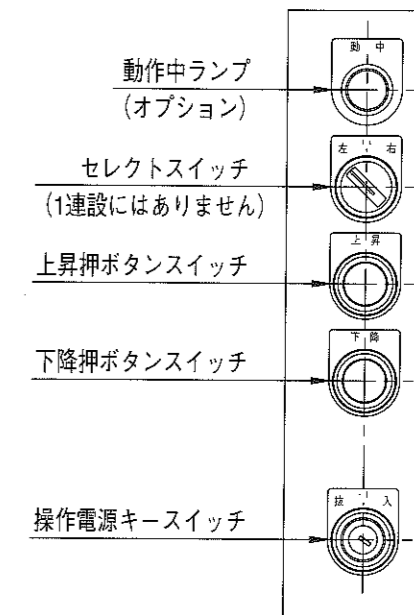 動 中
動作中ランプ
(オプション)
左 右
セレクトスイッチ
(1連設にはありません)
上 昇
上昇押ボタンスイッチ
下 降
下降押ボタンスイッチ
抜 入
操作電源キースイッチ